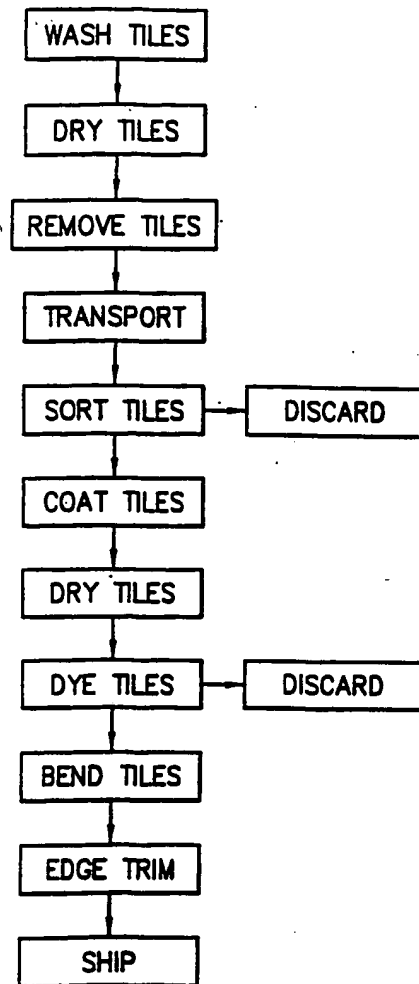 WASH TILES
DRY TILES
REMOVE TILES
TRANSPORT
SORT TILES
DISCARD
COAT TILES
DRY TILES
DYE TILES
DISCARD
BEND TILES
EDGE TRIM
SHIP